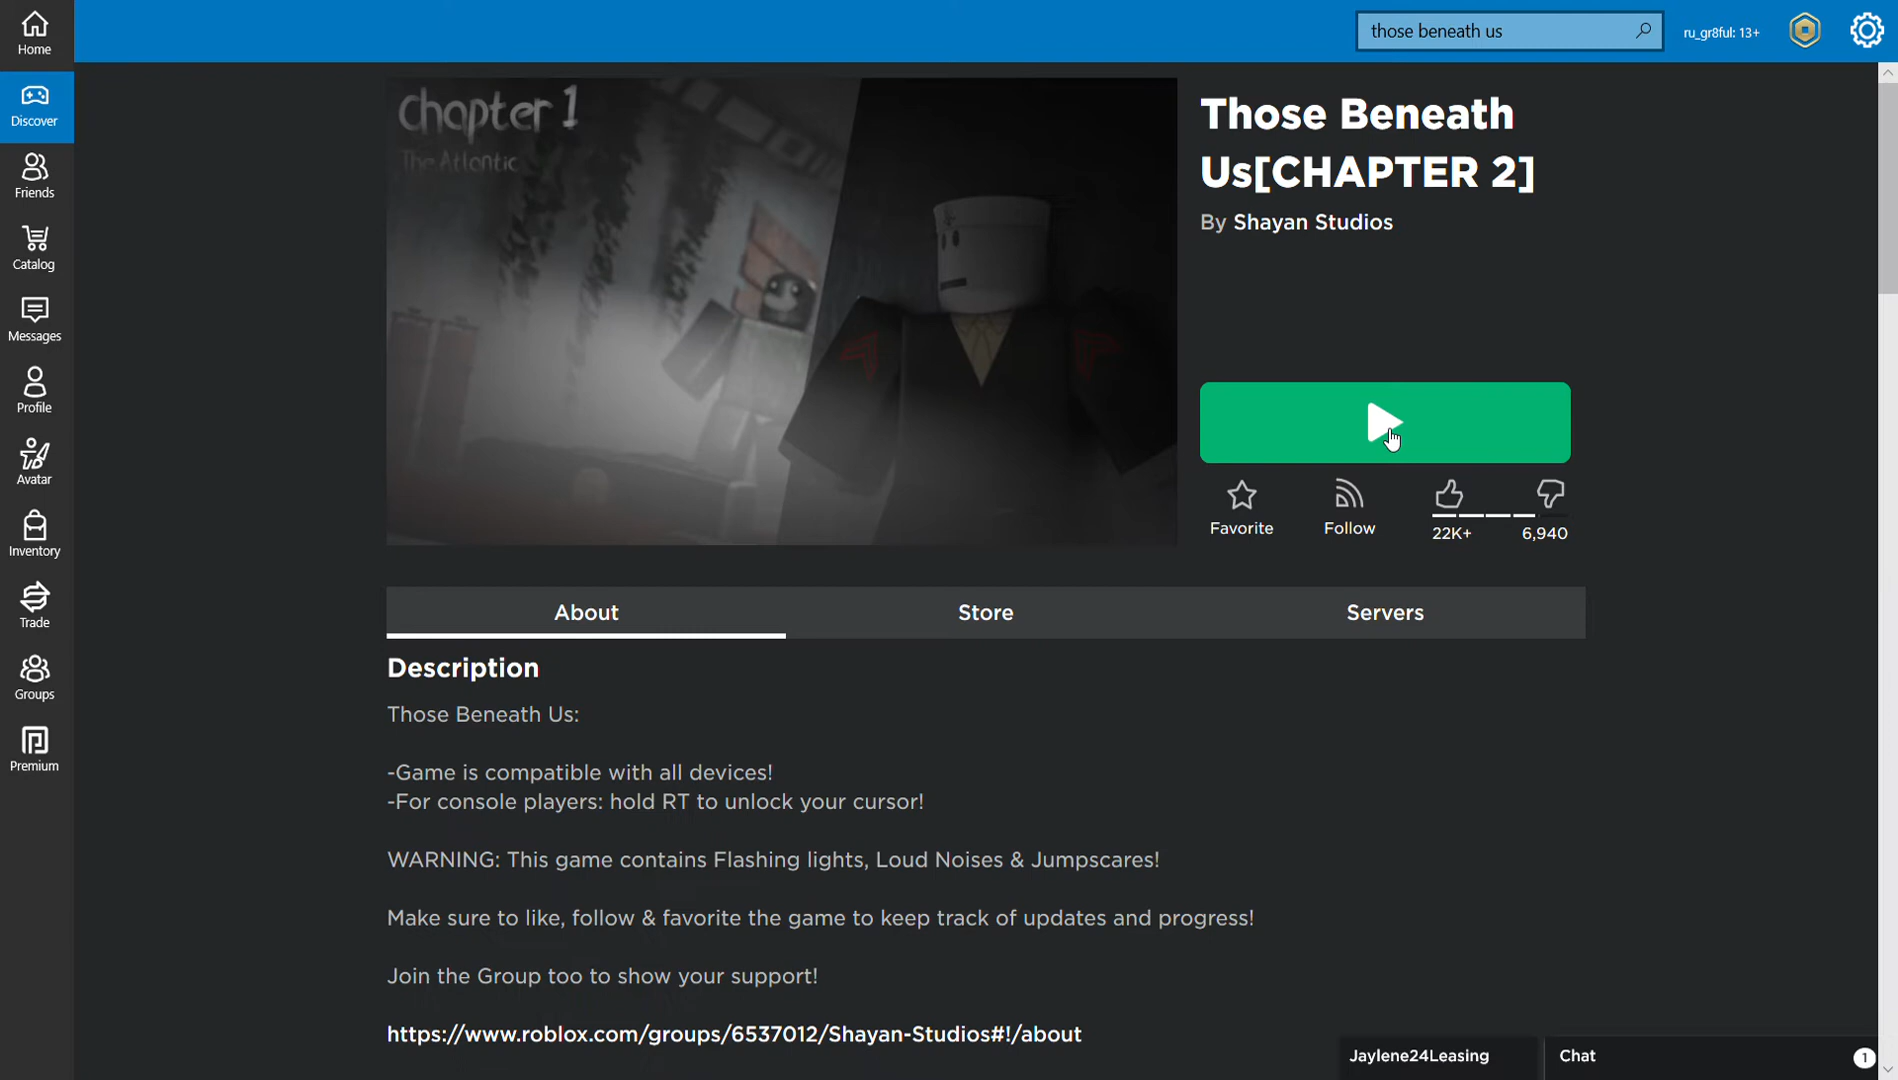 Home
those beneath us
ru_gr8ful: 13+
Discover
Friends
Catalog
Messages
Profile
Avatar
Inventory
Trade
Groups
Premium
Chapter 1
The Atlantic
Those Beneath
Us[CHAPTER 2]
By Shayan Studios
Favorite
Follow
22K+
6,940
About
Store
Servers
Description
Those Beneath Us:
-Game is compatible with all devices!
-For console players: hold RT to unlock your cursor!
WARNING: This game contains Flashing lights, Loud Noises & Jumpscares!
Make sure to like, follow & favorite the game to keep track of updates and progress!
Join the Group too to show your support!
https://www.roblox.com/groups/6537012/Shayan-Studios#!/about
Jaylene24Leasing
Chat
1